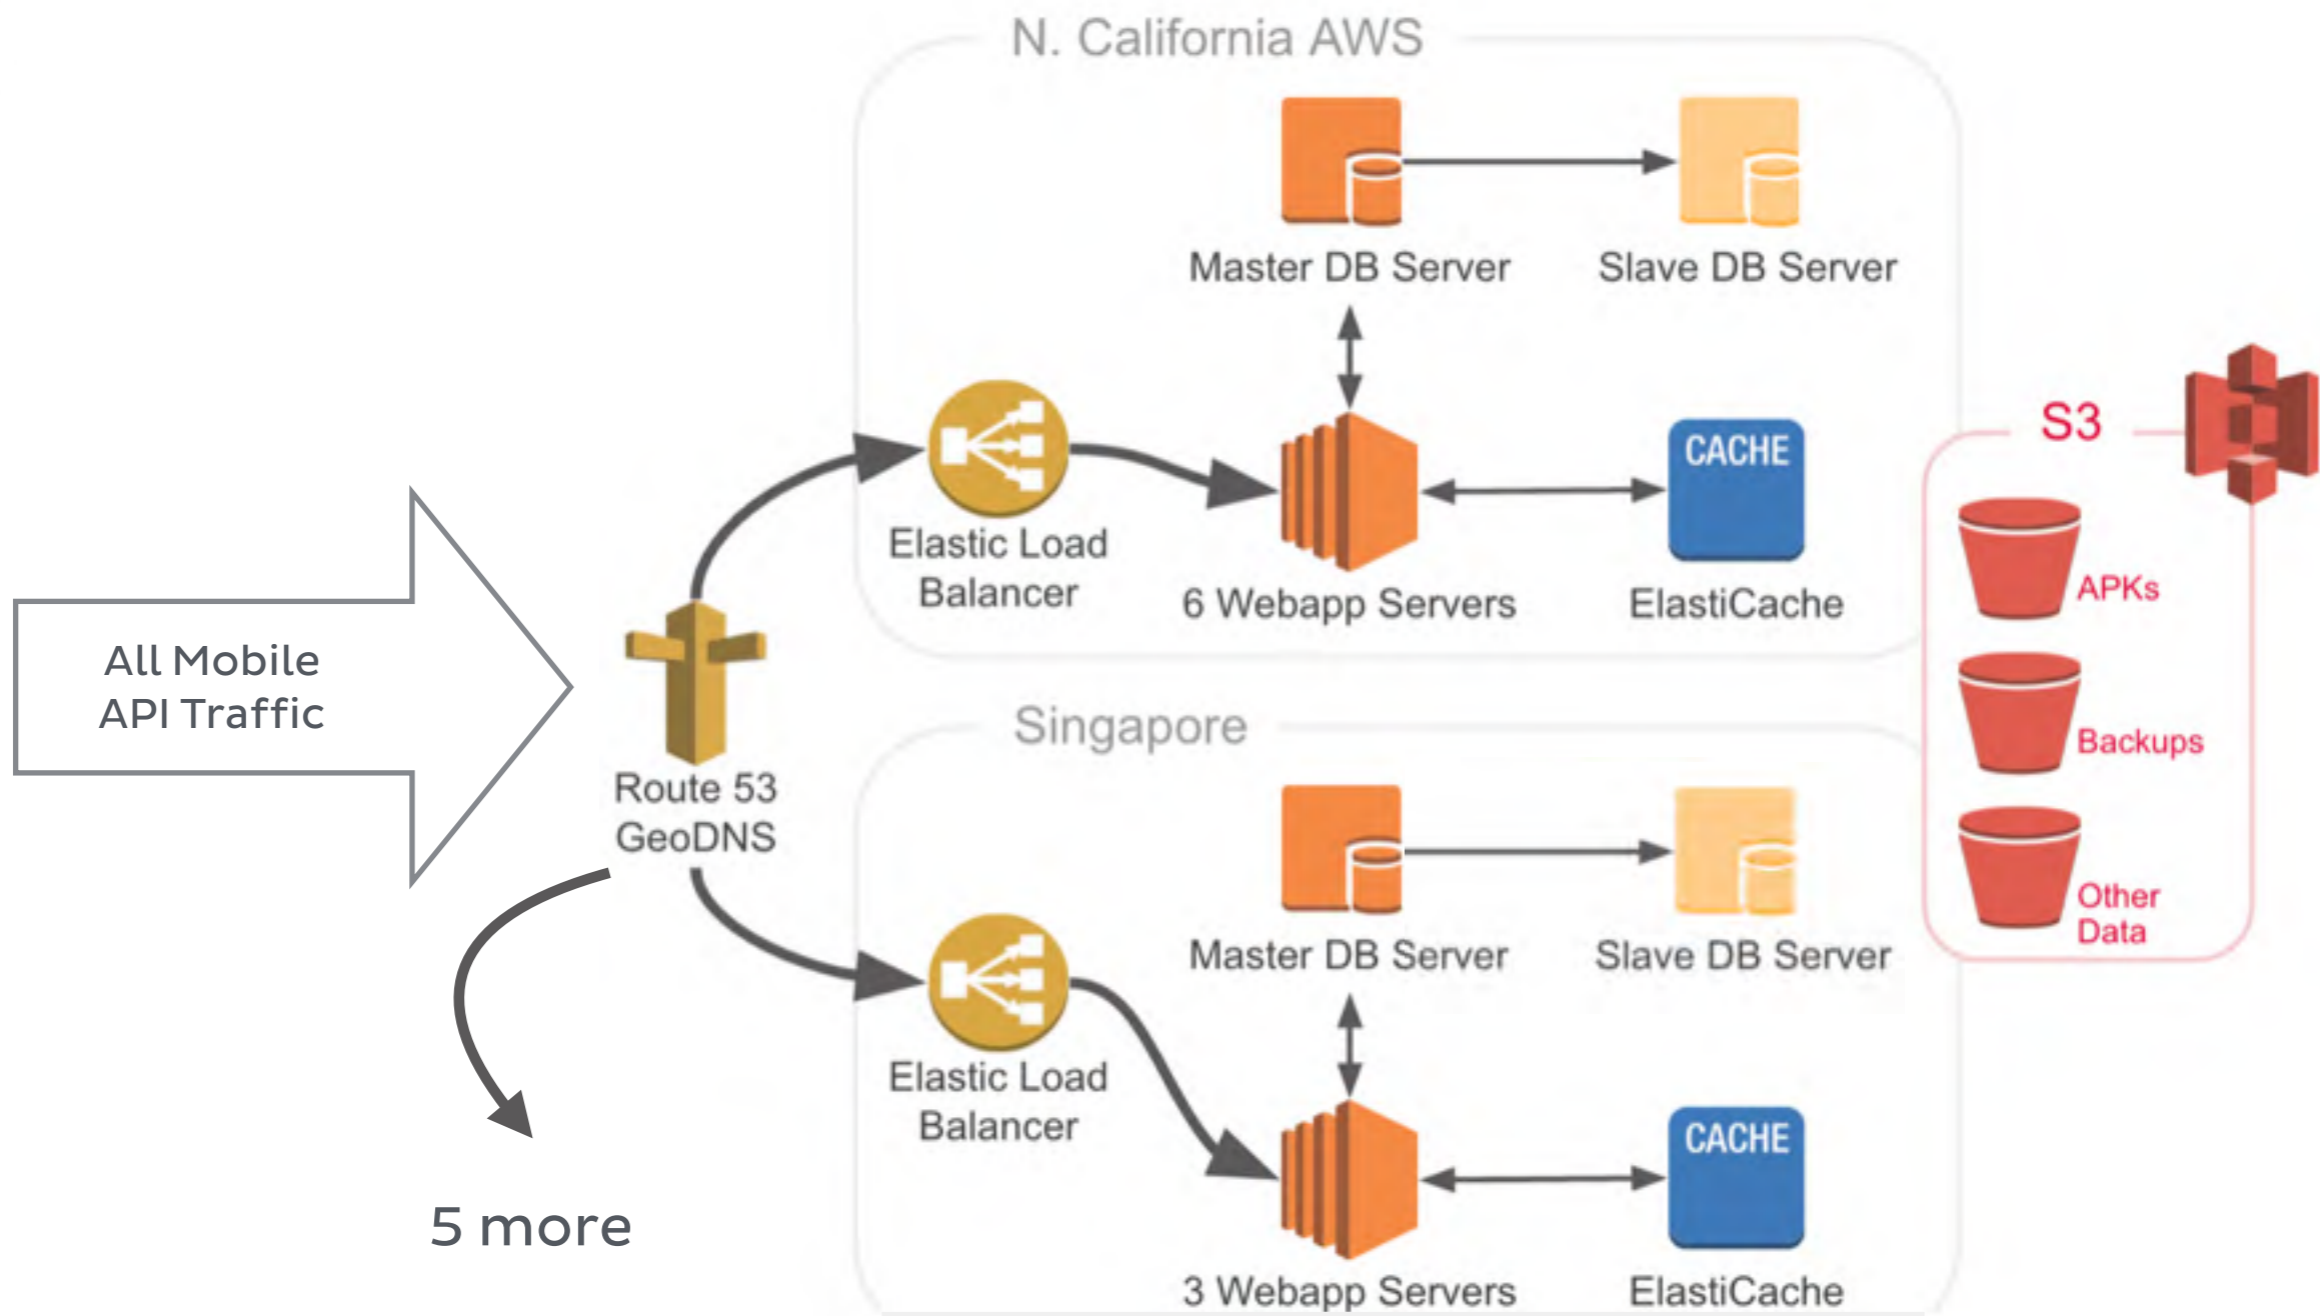 N. California AWS
Master DB Server
Slave DB Server
Elastic Load
Balancer
6 Webapp Servers
CACHE
ElastiCache
S3
APKs
Backups
Other
Data
All Mobile
API Traffic
Route 53
GeoDNS
5 more
Singapore
Master DB Server
Slave DB Server
Elastic Load
Balancer
3 Webapp Servers
CACHE
ElastiCache